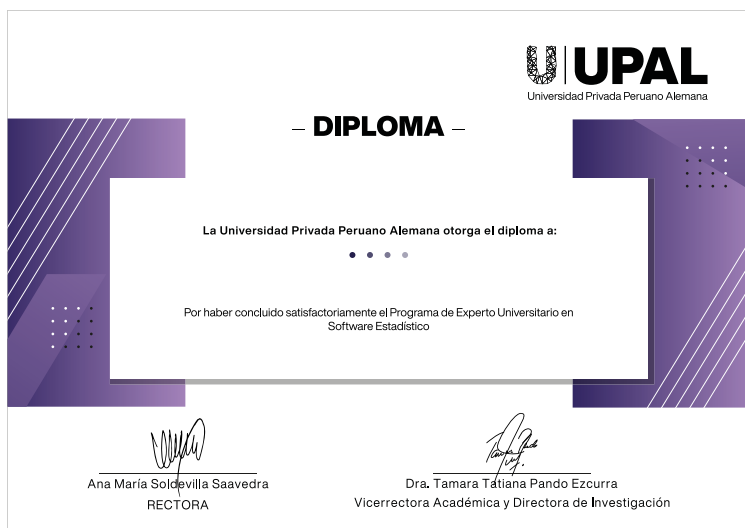 UPAL
Universidad Privada Peruano Alemana
– DIPLOMA –
La Universidad Privada Peruano Alemana otorga el diploma a:
Por haber concluido satisfactoriamente el Programa de Experto Universitario en
Software Estadístico
Ana María Soldevilla Saavedra
RECTORA
Dra. Tamara Tatiana Pando Ezcurra
Vicerrectora Académica y Directora de Investigación